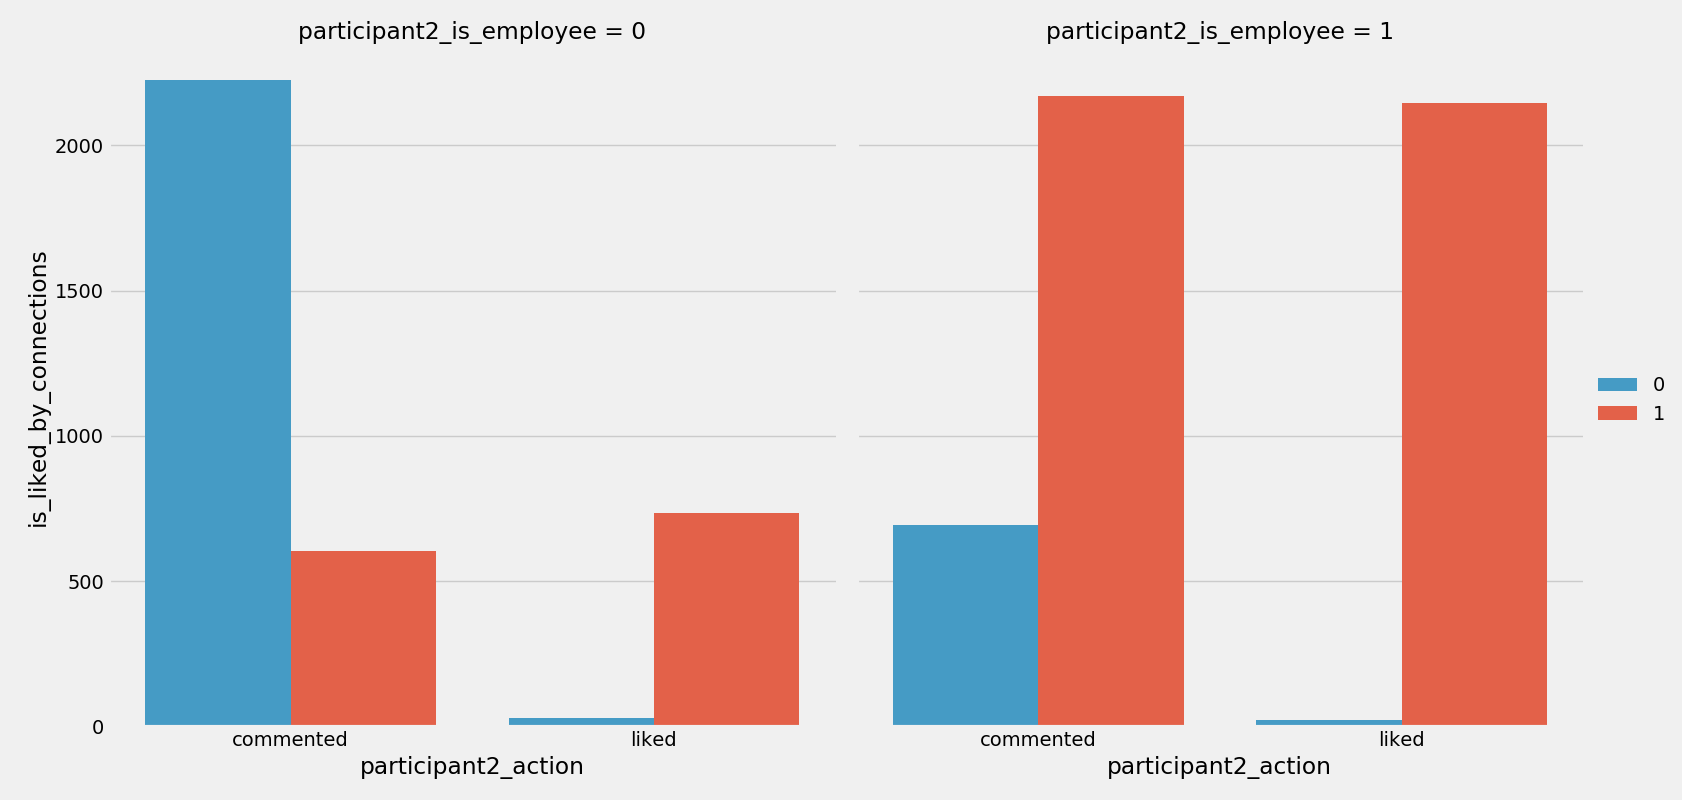 participant2_is_employee = 0
participant2_is_employee = 1
is_liked_by_connections
2000
1500
1000
500
0
commented
liked
participant2_action
commented
liked
participant2_action
0
1